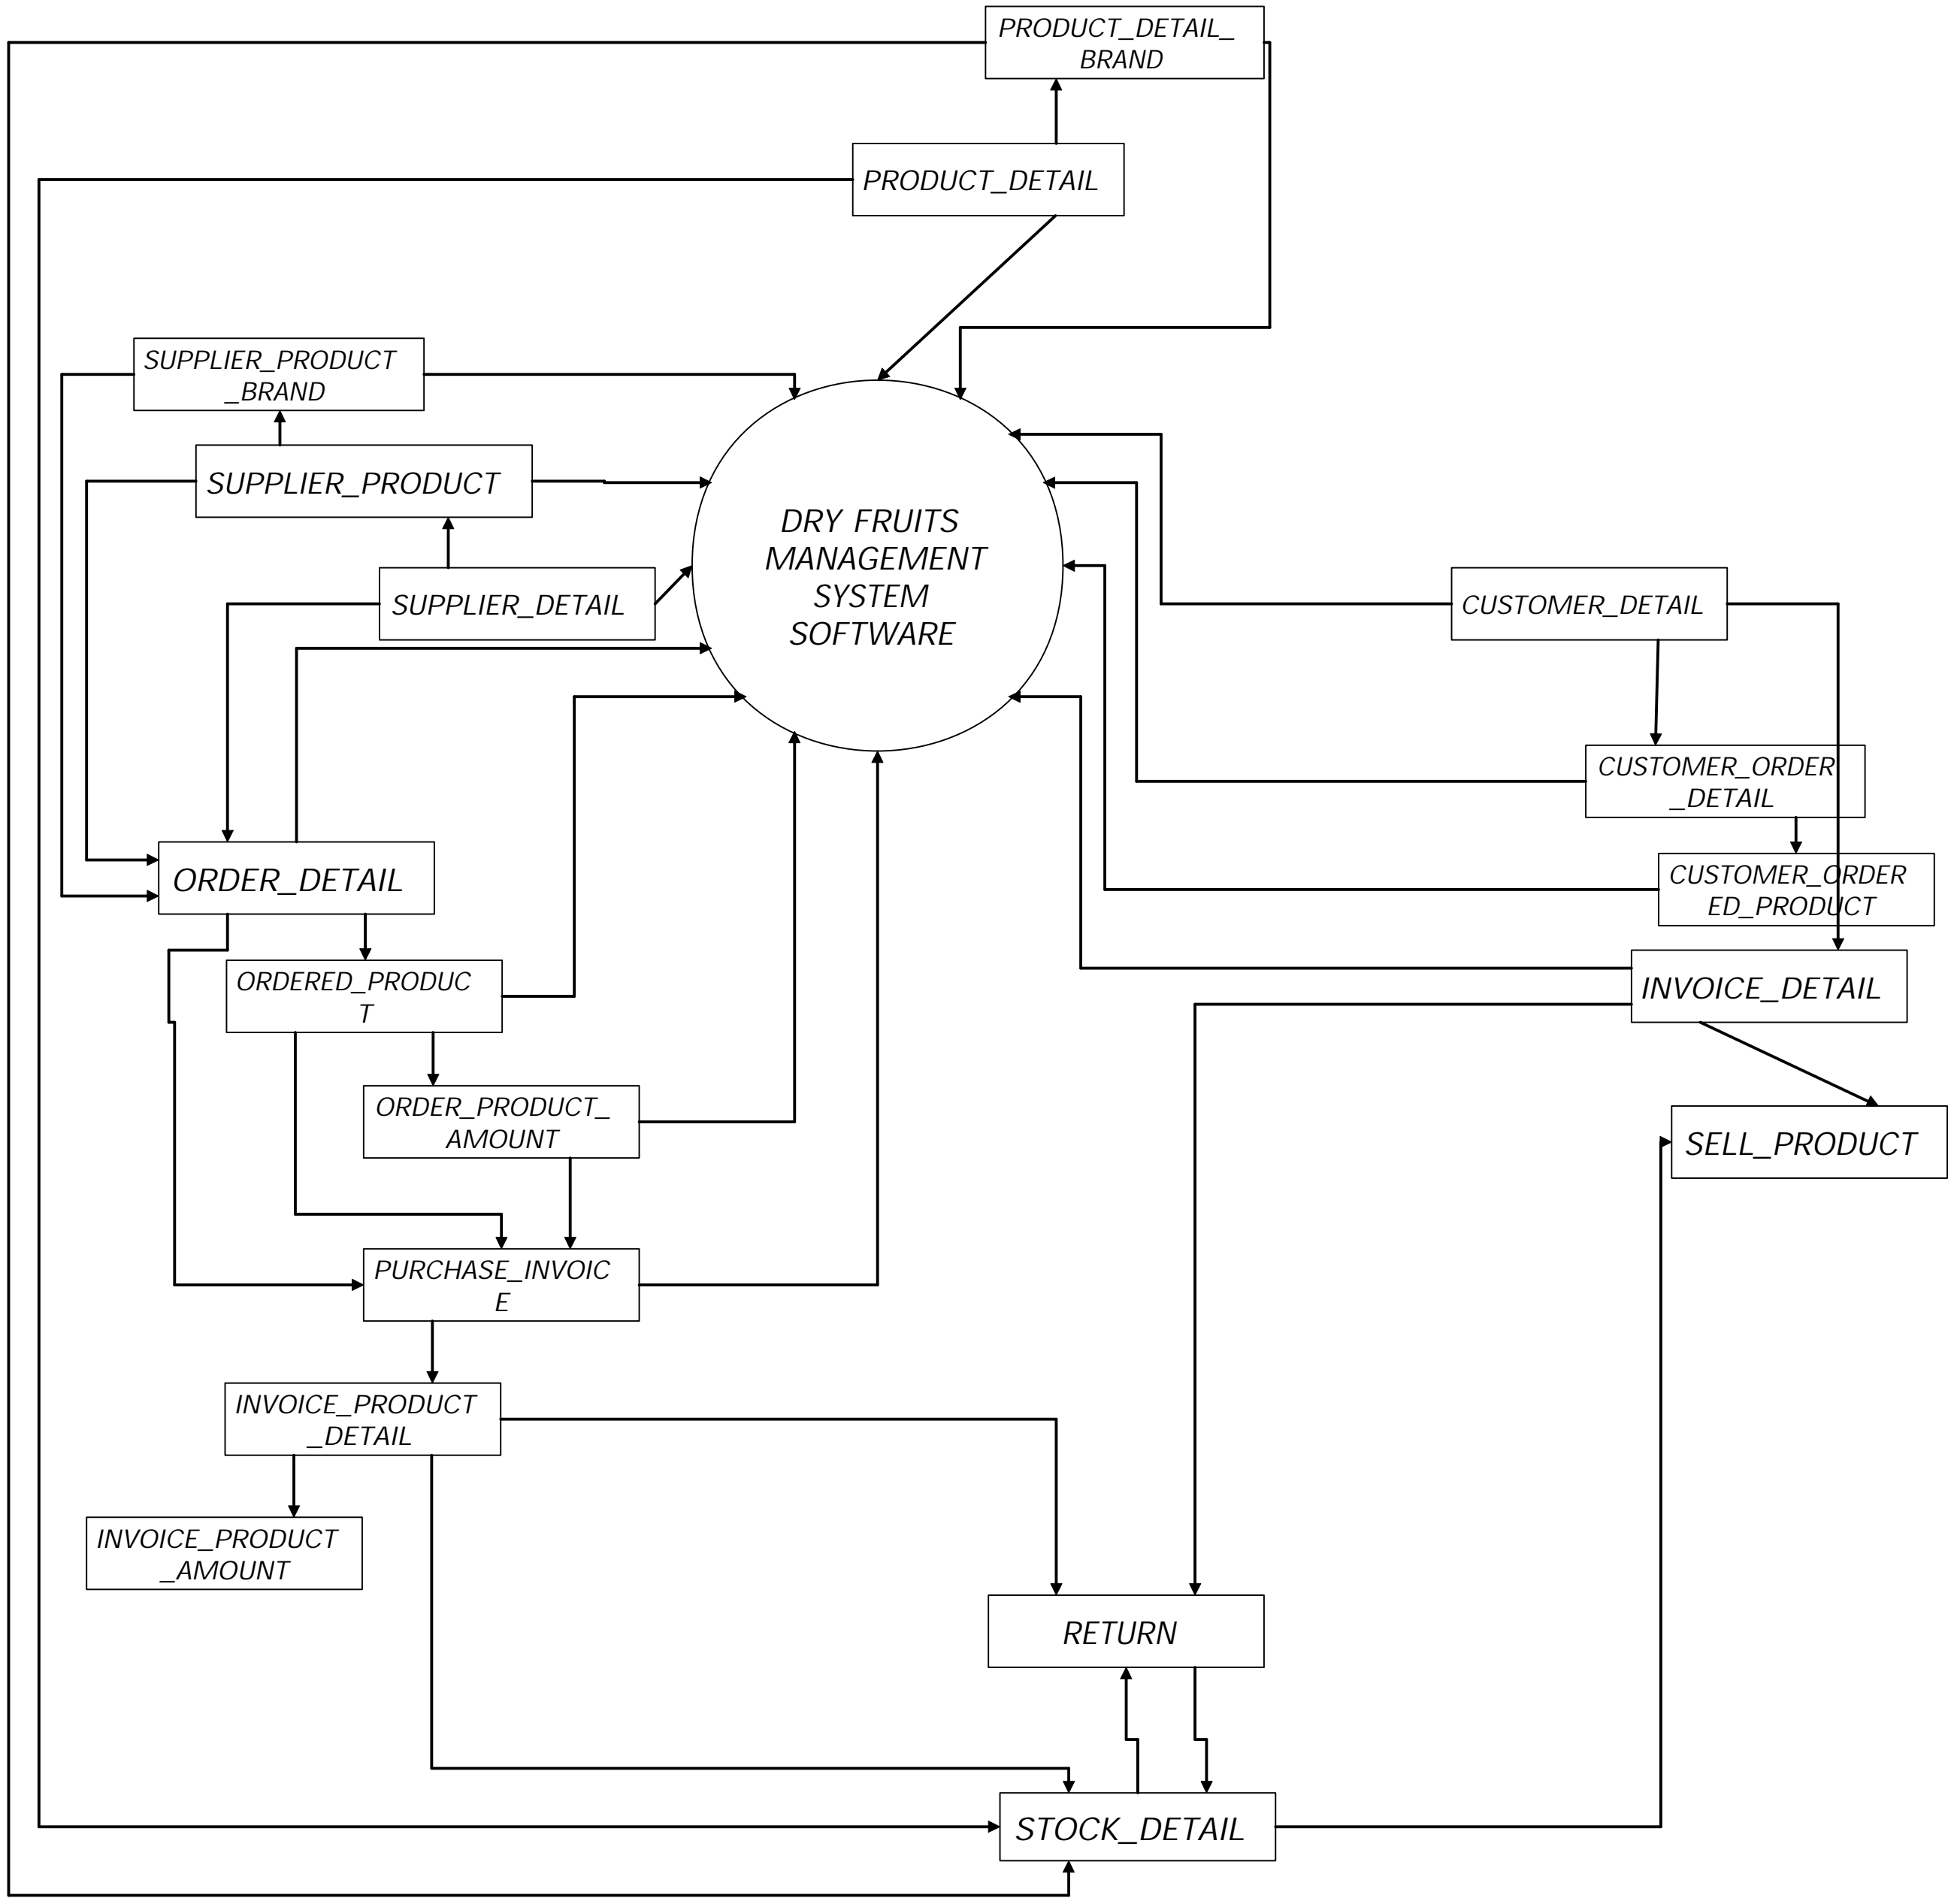 PRODUCT_DETAIL_
BRAND
PRODUCT_DETAIL
SUPPLIER_PRODUCT
_BRAND
SUPPLIER_PRODUCT
SUPPLIER_DETAIL
DRY FRUITS
MANAGEMENT
SYSTEM
SOFTWARE
CUSTOMER_DETAIL
CUSTOMER_ORDER
_DETAIL
CUSTOMER_ORDER
ED_PRODUCT
ORDER_DETAIL
ORDERED_PRODUC
T
INVOICE_DETAIL
ORDER_PRODUCT_
AMOUNT
SELL_PRODUCT
PURCHASE_INVOIC
E
INVOICE_PRODUCT
_DETAIL
INVOICE_PRODUCT
_AMOUNT
RETURN
STOCK_DETAIL